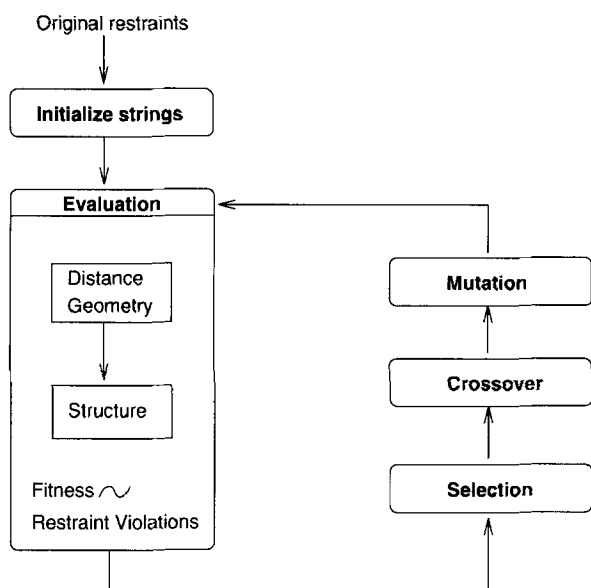 Original restraints
Initialize strings
Evaluation
Distance
Geometry
Structure
Fitness ~
Restraint Violations
Mutation
Crossover
Selection